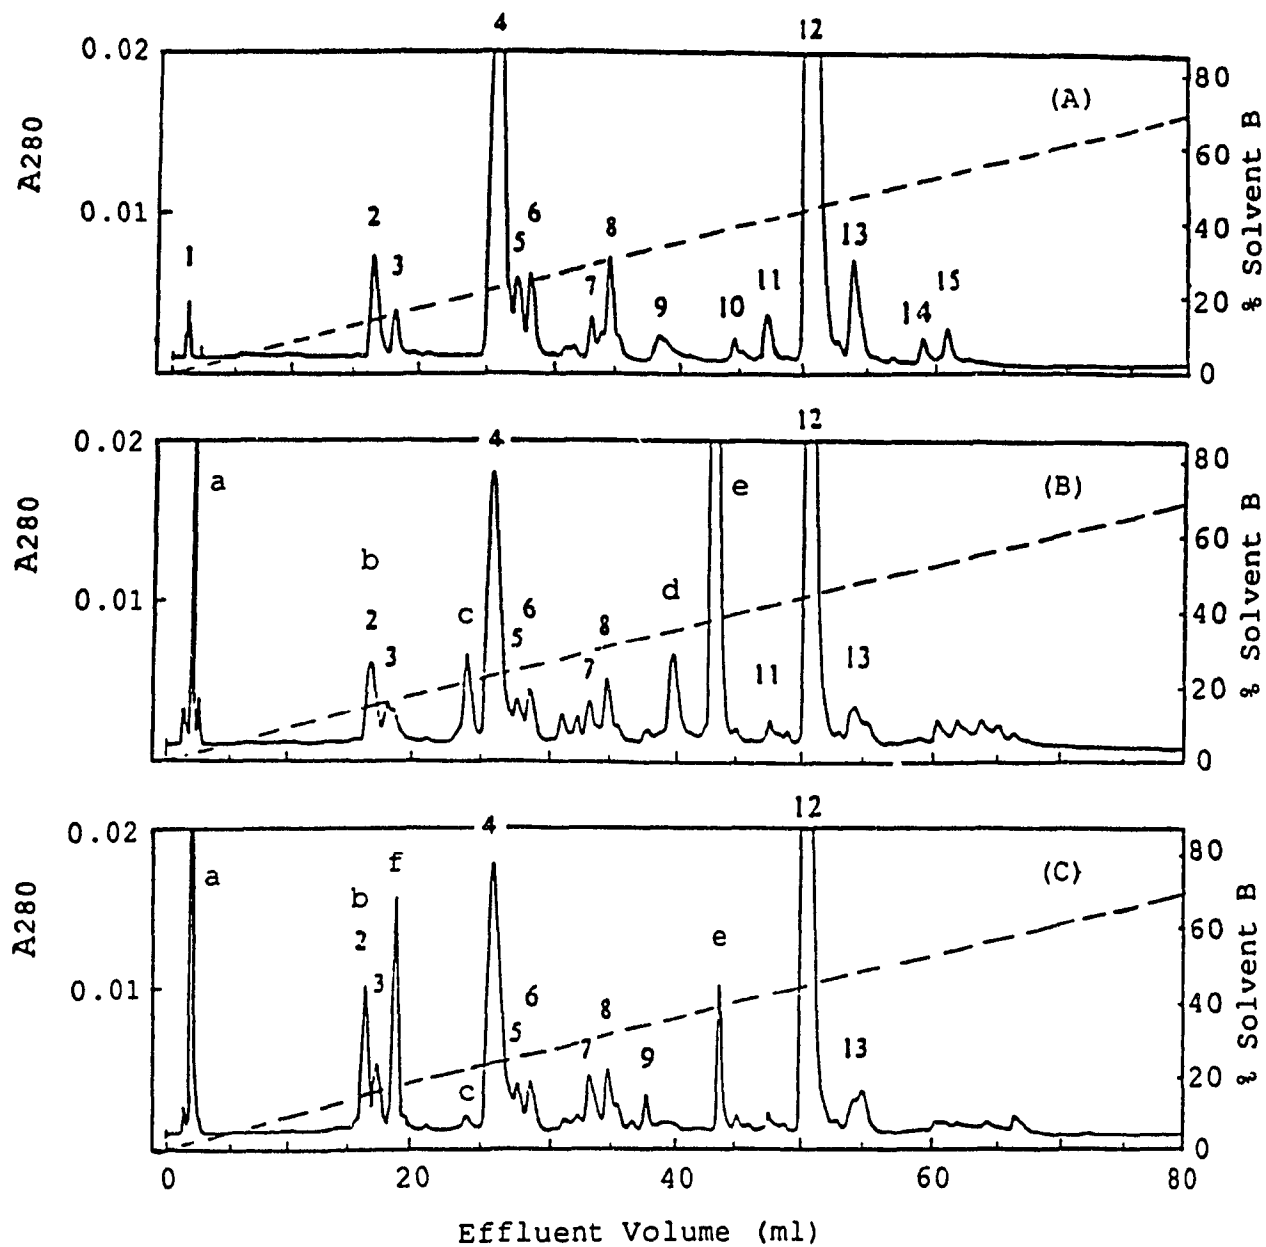 4 12
0.02 80
(A)
A280 60 % Solvent B
0.01
2 6 8 13 40
1 3 5 7 9 10 11 14 15 20
0
4 12
0.02 80
a e (B)
A280 b 60 % Solvent B
0.01 d
2 c 6 8 40
3 5 7 11 13 20
0
4 12
0.02 80
a f (C)
A280 b 60 % Solvent B
2 e
0.01 3 6 8 40
5 7 9 13
c 20
0
0 20 40 60 80
Effluent Volume (ml)